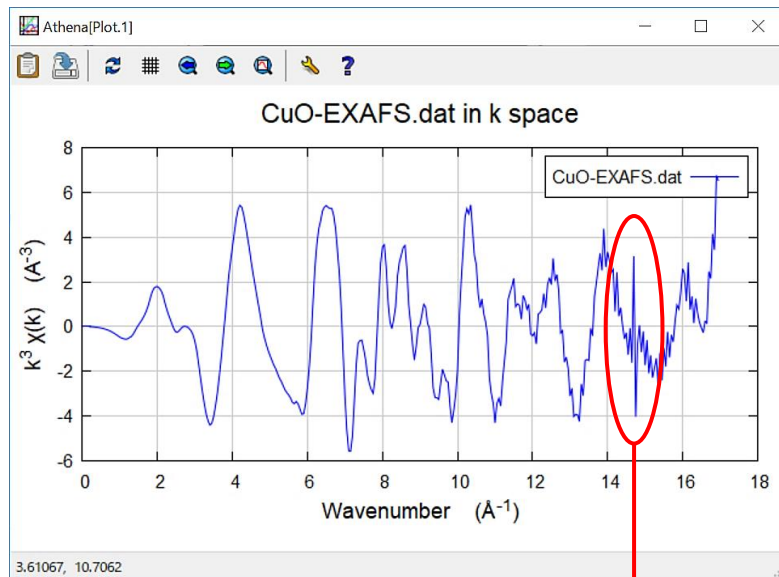 Athena[Plot.1]
CuO-EXAFS.dat in k space
CuO-EXAFS.dat
8
6
4
2
0
-2
-4
-6
k³ χ(k) (A⁻³)
0 2 4 6 8 10 12 14 16 18
Wavenumber (Å⁻¹)
3.61067, 10.7062